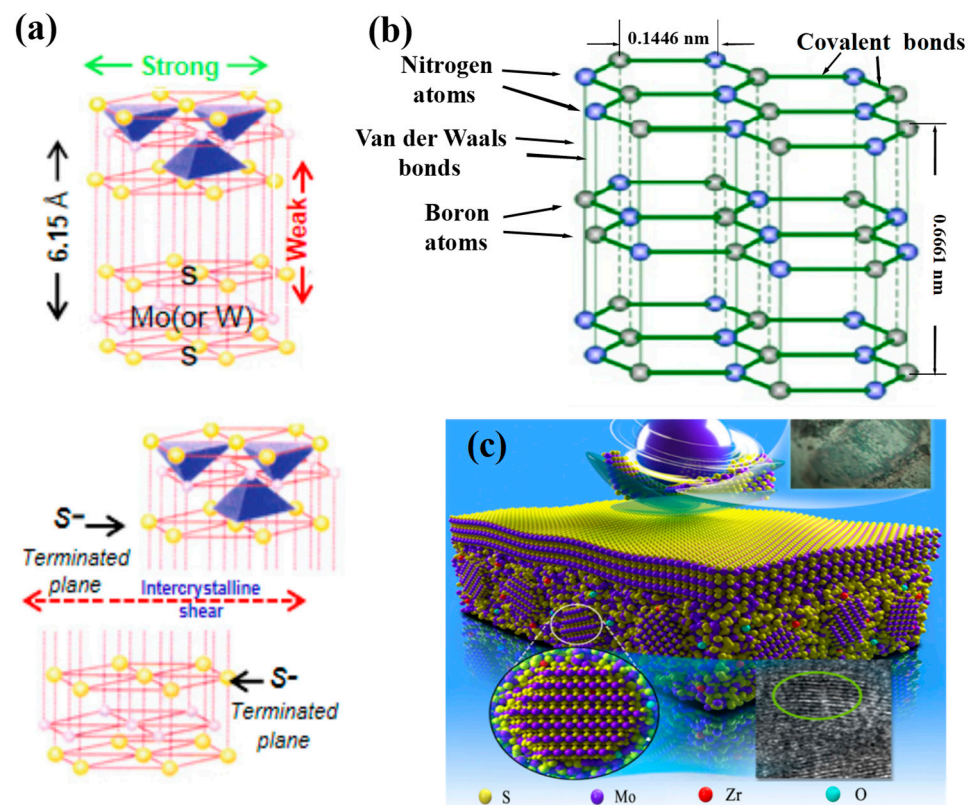 (a)
Strong
6.15 Å
Weak
S
Mo(or W)
S
S–
Terminated
plane
Intercrystalline
shear
S-
Terminated
plane
(b)
0.1446 nm
Covalent bonds
Nitrogen
atoms
Van der Waals
bonds
Boron
atoms
0.6661 nm
(c)
S
Mo
Zr
O